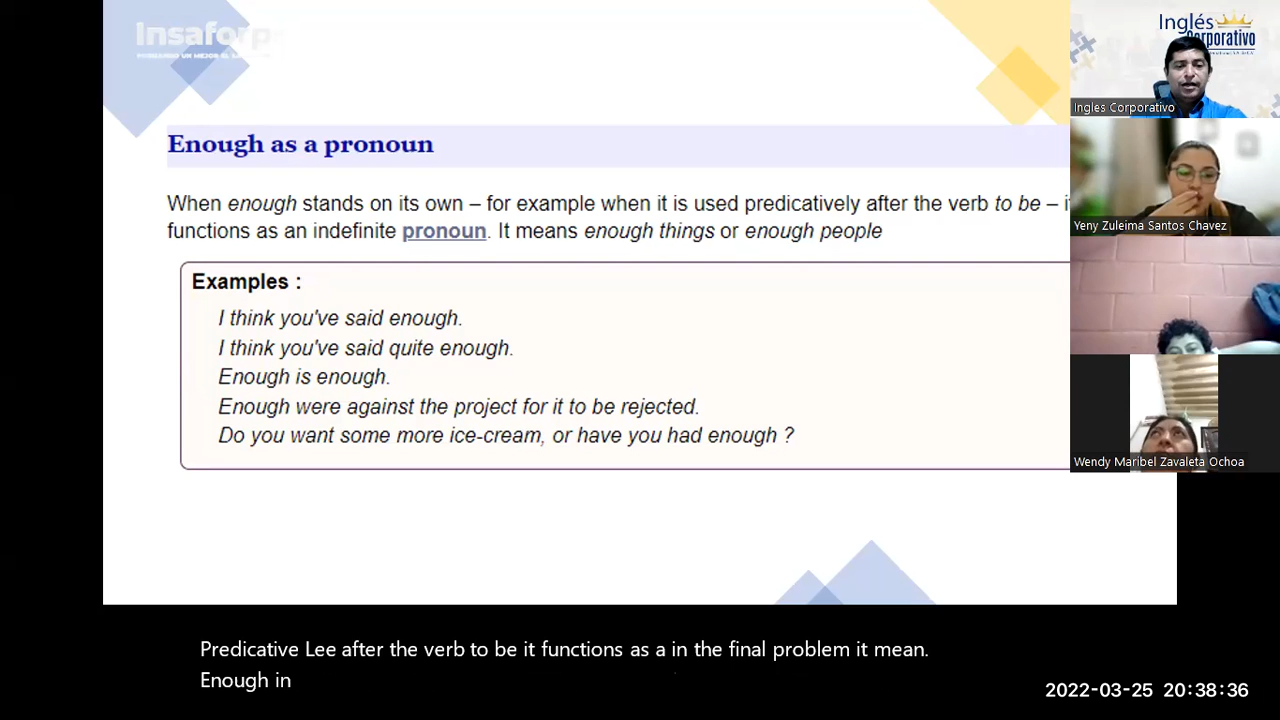 Insaforp
Inglés
Corporativo
Ingles Corporativo
Enough as a pronoun
When enough stands on its own – for example when it is used predicatively after the verb to be –
functions as an indefinite pronoun. It means enough things or enough people
Yeny Zuleima Santos Chavez
Examples :
I think you've said enough.
I think you've said quite enough.
Enough is enough.
Enough were against the project for it to be rejected.
Do you want some more ice-cream, or have you had enough ?
Wendy Maribel Zavaleta Ochoa
Predicative Lee after the verb to be it functions as a in the final problem it mean.
Enough in
2022-03-25 20:38:36